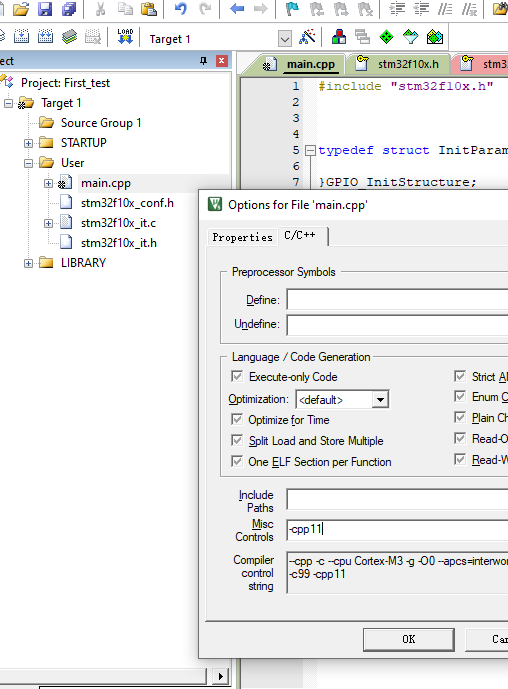 Target 1
LOAD
ect
Project: First_test
Target 1
Source Group 1
STARTUP
User
main.cpp
stm32f10x_conf.h
stm32f10x_it.c
stm32f10x_it.h
LIBRARY
main.cpp
stm32f10x.h
stm3
1 #include "stm32f10x.h"
2
3
4
5 typedef struct InitParam
6
7 }GPIO_InitStructure;
Options for File 'main.cpp'
Properties
C/C++
Preprocessor Symbols
Define:
Undefine:
Language / Code Generation
Execute-only Code
Strict AN
Optimization: <default>
Enum C
Optimize for Time
Plain Ch
Split Load and Store Multiple
Read-O
One ELF Section per Function
Read-W
Include
Paths
Misc
Controls
-cpp11
Compiler
control
string
--cpp -c --cpu Cortex-M3 -g -O0 --apcs=interwor
-c99 -cpp11
OK
Can